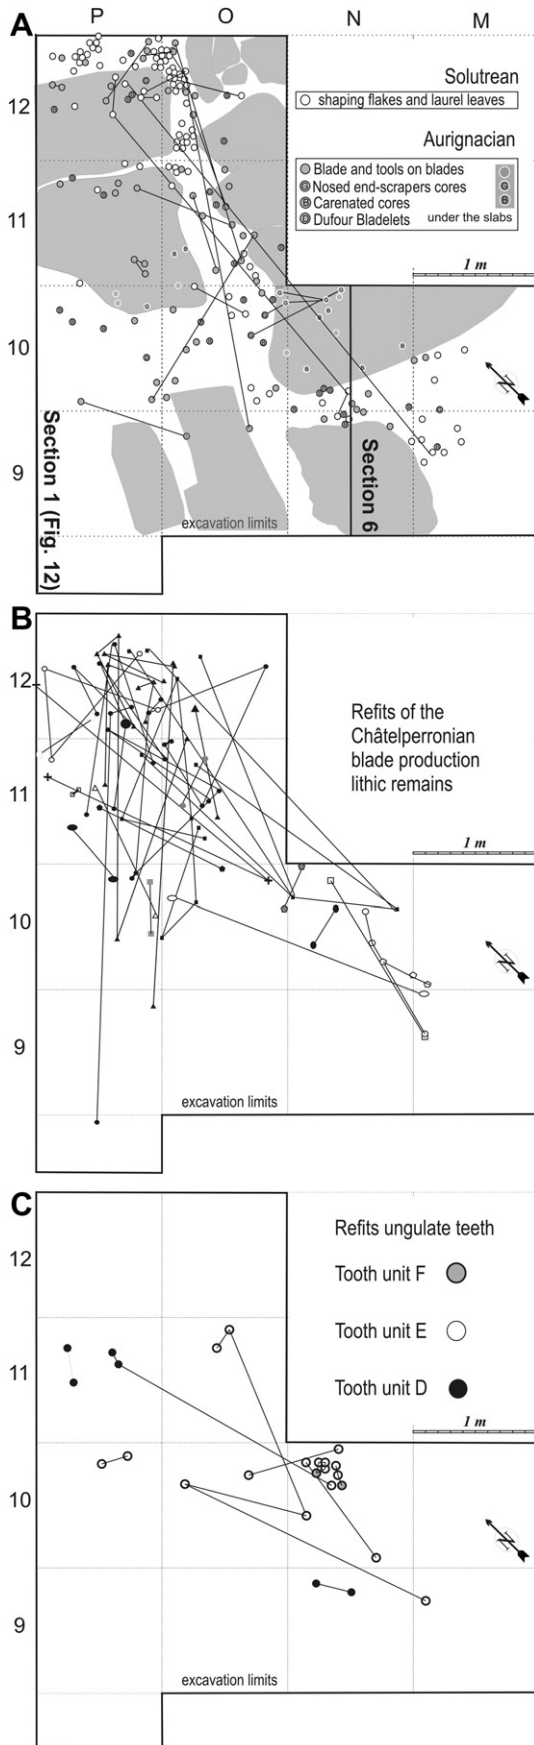 A
P O N M
12
Solutrean
shaping flakes and laurel leaves
Aurignacian
Blade and tools on blades
G Nosed end-scrapers cores G
B Carenated cores B
D Dufour Bladelets under the slabs
11
1 m
10
N
9
Section 1 (Fig. 12)
Section 6
excavation limits
B
12
Refits of the
Châtelperronian
blade production
lithic remains
11
1 m
10
N
9
excavation limits
C
12
Refits ungulate teeth
Tooth unit F
Tooth unit E
11
Tooth unit D
1 m
10
N
9
excavation limits